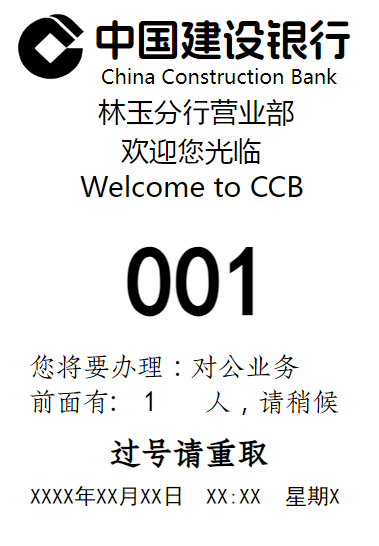 中国建设银行
China Construction Bank
林玉分行营业部
欢迎您光临
Welcome to CCB
001
您将要办理：对公业务
前面有: 1 人，请稍候
过号请重取
XXXX年XX月XX日 XX:XX 星期X